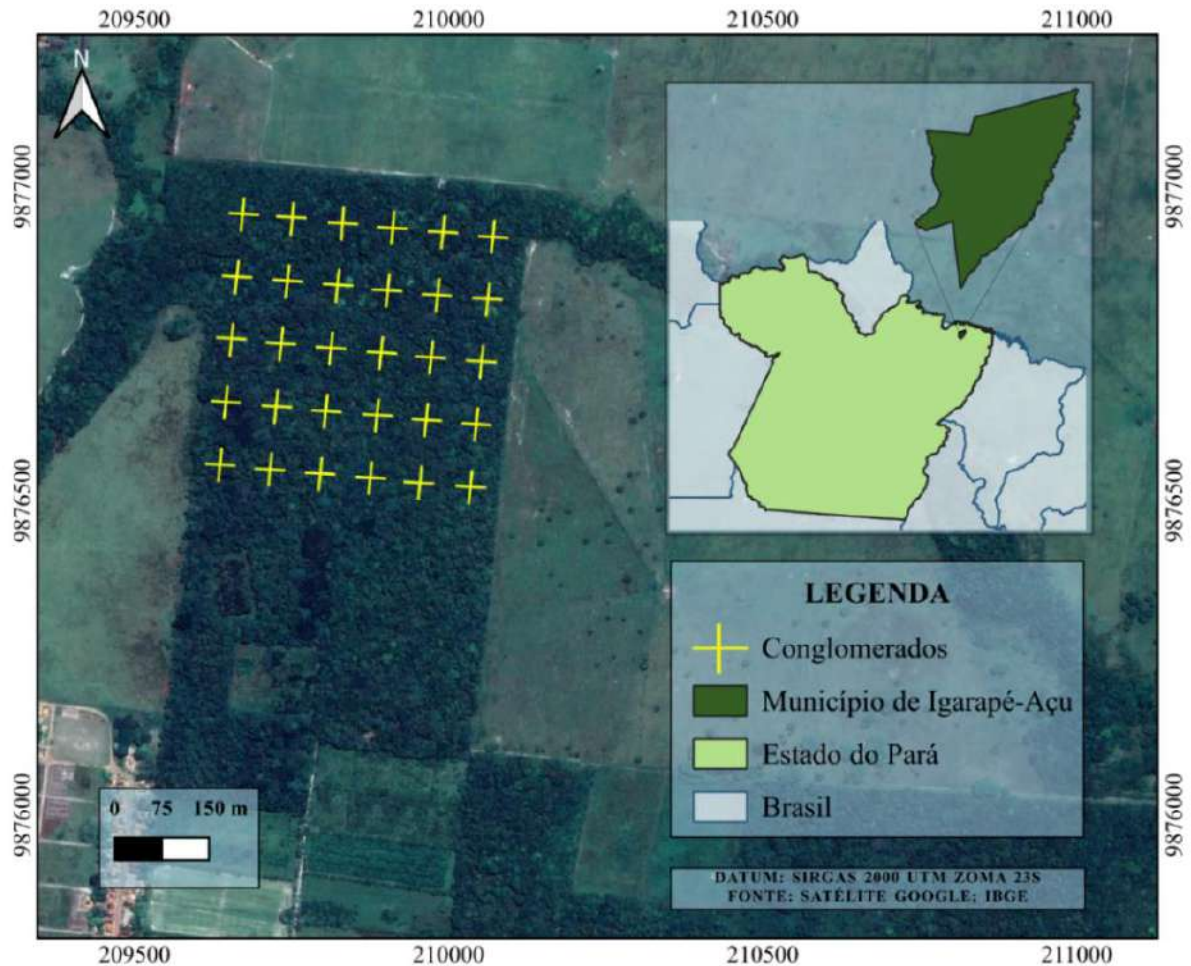 209500 210000 210500 211000
N
9877000 9877000
9876500 9876500
LEGENDA
Conglomerados
Município de Igarapé-Açu
Estado do Pará
Brasil
9876000 9876000
0 75 150 m
DATUM: SIRGAS 2000 UTM ZOMA 23S
FONTE: SATÉLITE GOOGLE; IBGE
209500 210000 210500 211000